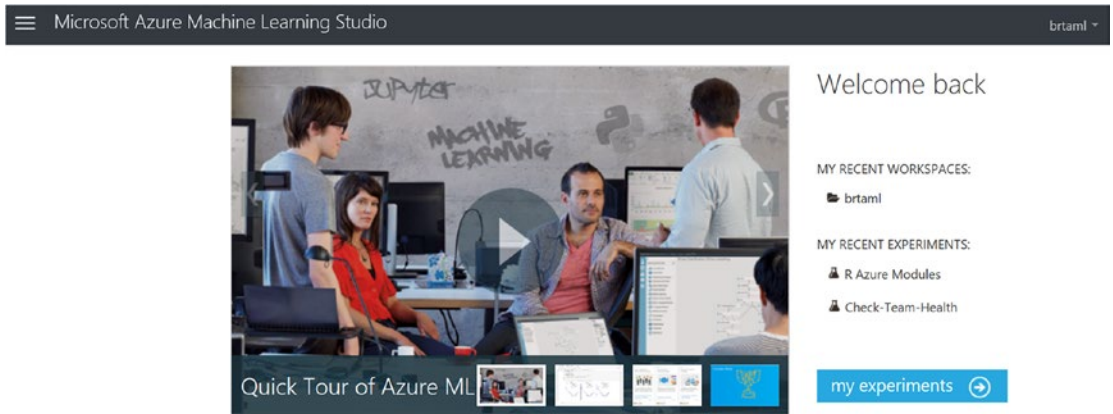 Microsoft Azure Machine Learning Studio
brtaml
JUPyter
MACHINE
LEARNING
R
Welcome back
MY RECENT WORKSPACES:
brtaml
MY RECENT EXPERIMENTS:
R Azure Modules
Check-Team-Health
Quick Tour of Azure ML
my experiments